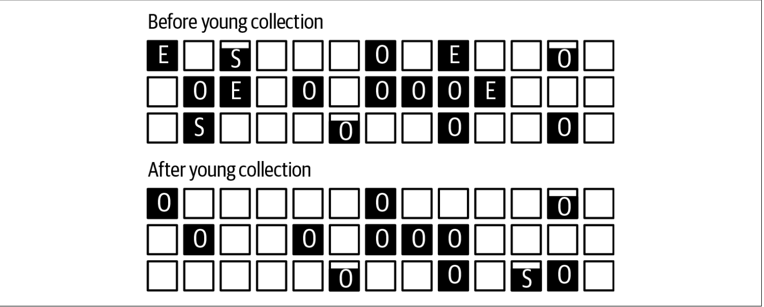 Before young collection
E S O E O
O E O O O O E
S O O O
After young collection
O O O
O O O O O
O O S O